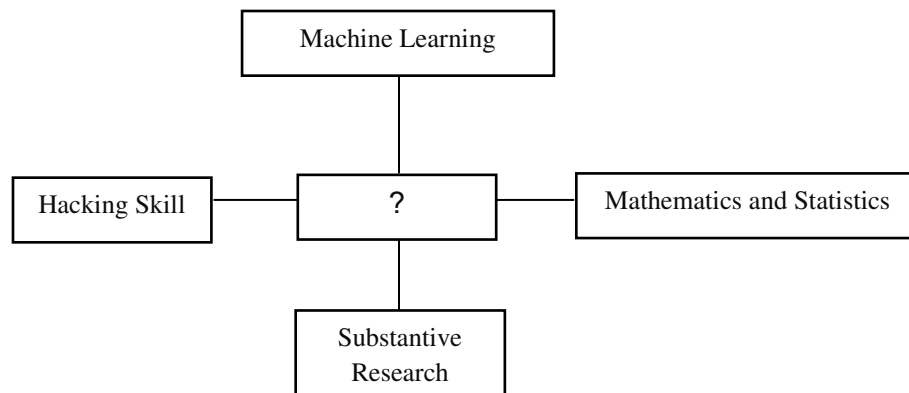 Machine Learning
Hacking Skill
?
Mathematics and Statistics
Substantive
Research